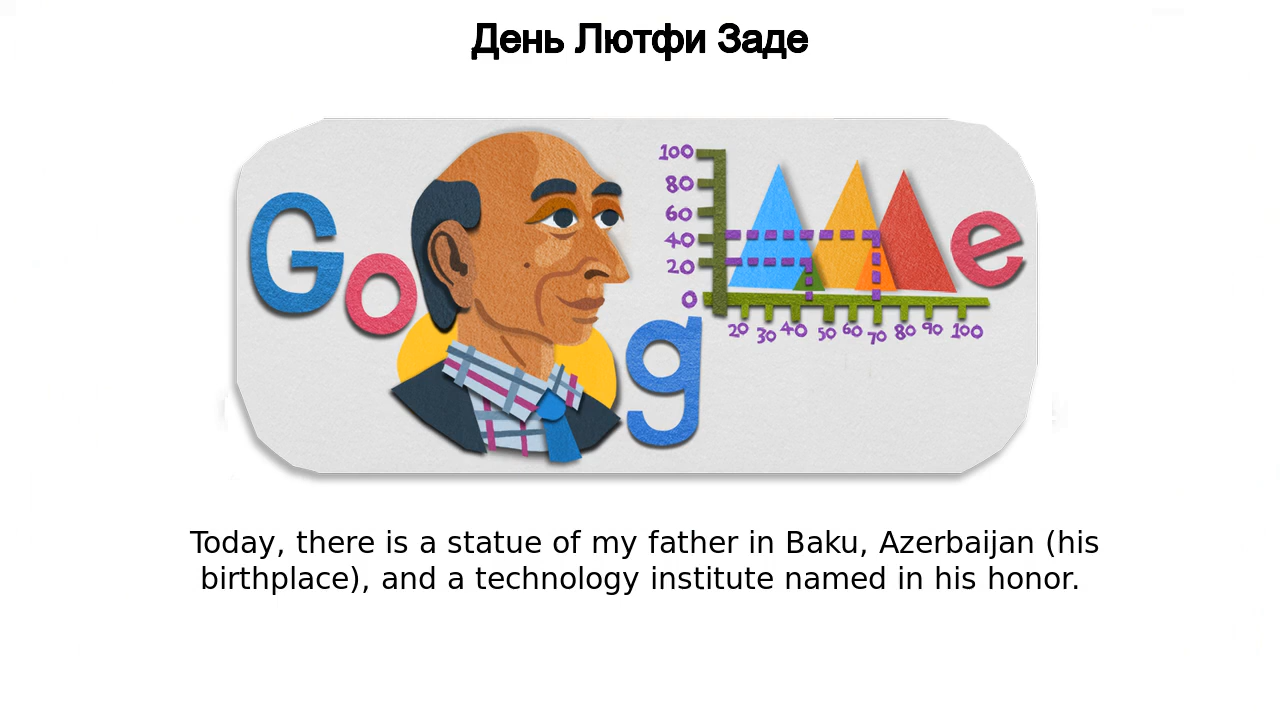 День Лютфи Заде
Go g e
100
80
60
40
20
0
20 30 40 50 60 70 80 90 100
Today, there is a statue of my father in Baku, Azerbaijan (his
birthplace), and a technology institute named in his honor.